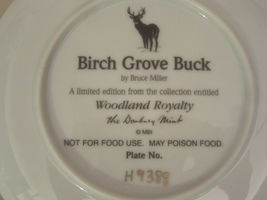 Birch Grove Buck
by Bruce Miller
A limited edition from the collection entitled
Woodland Royalty
The Danbury Mint
© MBI
NOT FOR FOOD USE. MAY POISON FOOD.
Plate No.
H9388